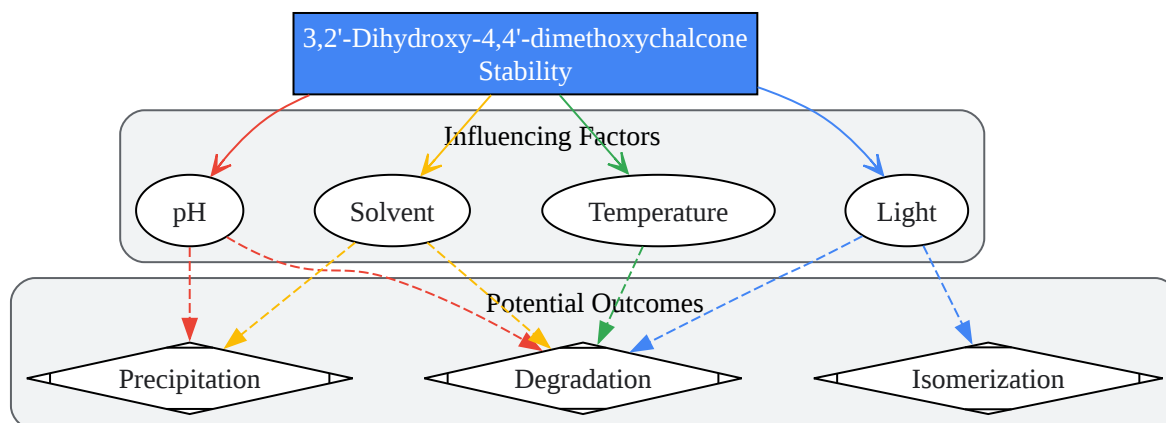 3,2'-Dihydroxy-4,4'-dimethoxychalcone
Stability
Influencing Factors
pH
Solvent
Temperature
Light
Potential Outcomes
Precipitation
Degradation
Isomerization